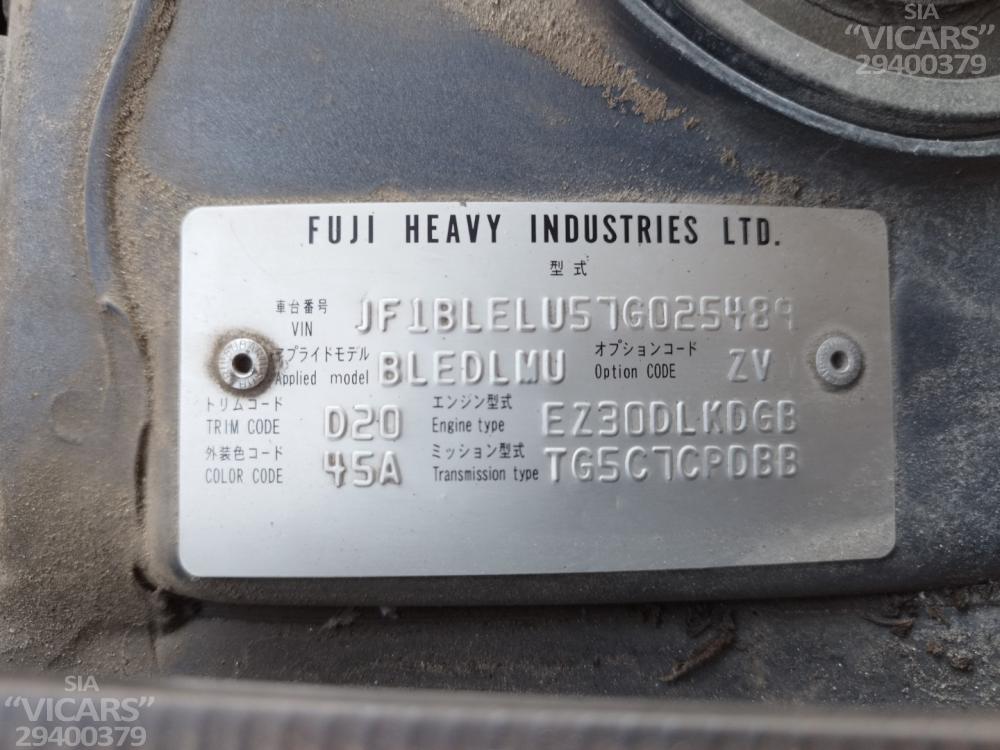 SIA
“VICARS”
29400379
FUJI HEAVY INDUSTRIES LTD.
型式
車台番号 VIN JF1BLELU57G025489
アプライドモデル Applied model BLEDLMU オプションコード Option CODE ZV
トリムコード TRIM CODE D20 エンジン型式 Engine type EZ30DLKDGB
外装色コード COLOR CODE 45A ミッション型式 Transmission type TG5C7CPDBB
SIA
“VICARS”
29400379